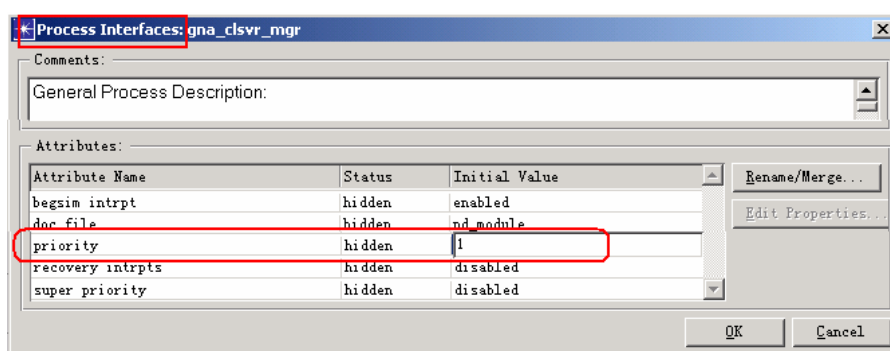 Process Interfaces: gna_clsvr_mgr
Comments:
General Process Description:
Attributes:
Attribute Name Status Initial Value
begsim intrpt hidden enabled
doc file hidden nd_module
priority hidden 1
recovery intrpts hidden disabled
super priority hidden disabled
Rename/Merge...
Edit Properties...
OK Cancel